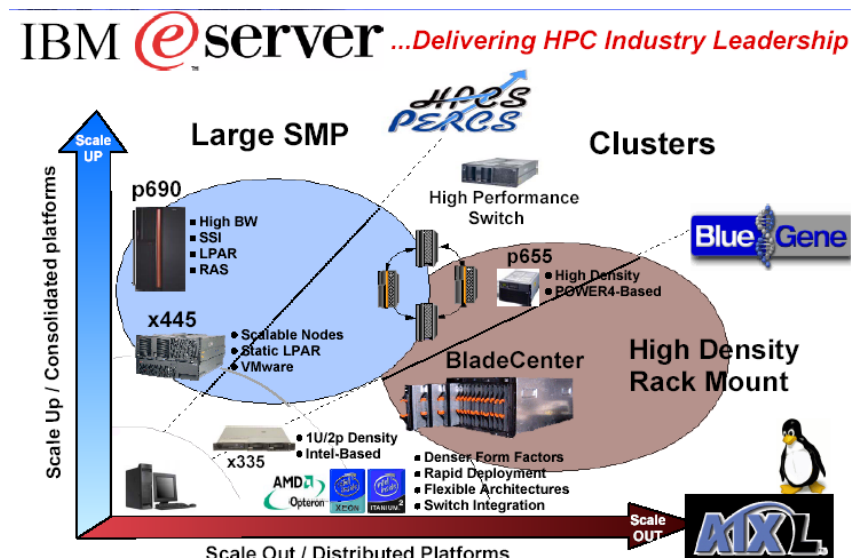 IBM eserver ...Delivering HPC Industry Leadership
TM
HPCS
PERCS
Scale
UP
Large SMP
Clusters
p690
High BW
SSI
LPAR
RAS
High Performance
Switch
Blue Gene
p655
High Density
POWER4-Based
x445
Scalable Nodes
Static LPAR
VMware
BladeCenter
High Density
Rack Mount
Scale Up / Consolidated platforms
x335
1U/2p Density
Intel-Based
AMD
Opteron
XEON
ITANIUM 2
Denser Form Factors
Rapid Deployment
Flexible Architectures
Switch Integration
Scale
OUT
AIX L
Scale Out / Distributed Platforms